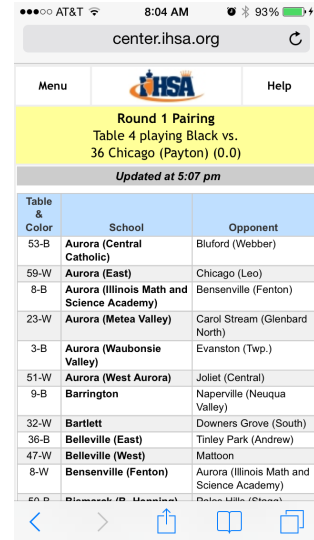 AT&T 8:04 AM 93%
center.ihsa.org
Menu IHSA Help
Round 1 Pairing
Table 4 playing Black vs.
36 Chicago (Payton) (0.0)
Updated at 5:07 pm
Table
&
Color School Opponent
53-B Aurora (Central Bluford (Webber)
Catholic)
59-W Aurora (East) Chicago (Leo)
8-B Aurora (Illinois Math and Bensenville (Fenton)
Science Academy)
23-W Aurora (Metea Valley) Carol Stream (Glenbard
North)
3-B Aurora (Waubonsie Evanston (Twp.)
Valley)
51-W Aurora (West Aurora) Joliet (Central)
9-B Barrington Naperville (Neuqua
Valley)
32-W Bartlett Downers Grove (South)
36-B Belleville (East) Tinley Park (Andrew)
47-W Belleville (West) Mattoon
8-W Bensenville (Fenton) Aurora (Illinois Math and
Science Academy)